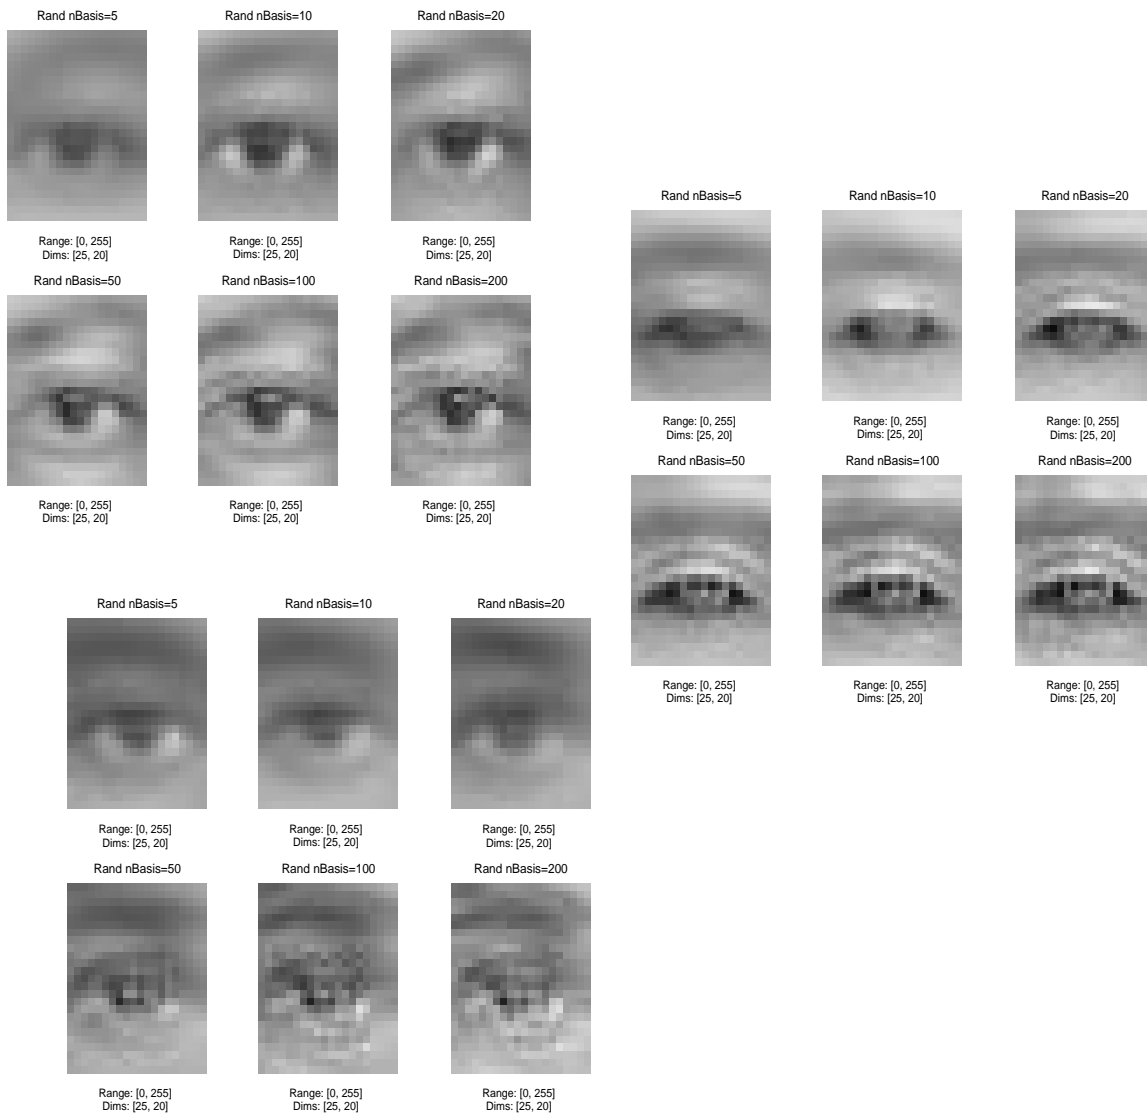 Rand nBasis=5
Rand nBasis=10
Rand nBasis=20
Range: [0, 255]
Dims: [25, 20]
Range: [0, 255]
Dims: [25, 20]
Range: [0, 255]
Dims: [25, 20]
Rand nBasis=50
Rand nBasis=100
Rand nBasis=200
Range: [0, 255]
Dims: [25, 20]
Range: [0, 255]
Dims: [25, 20]
Range: [0, 255]
Dims: [25, 20]
Rand nBasis=5
Rand nBasis=10
Rand nBasis=20
Range: [0, 255]
Dims: [25, 20]
Range: [0, 255]
Dims: [25, 20]
Range: [0, 255]
Dims: [25, 20]
Rand nBasis=50
Rand nBasis=100
Rand nBasis=200
Range: [0, 255]
Dims: [25, 20]
Range: [0, 255]
Dims: [25, 20]
Range: [0, 255]
Dims: [25, 20]
Rand nBasis=5
Rand nBasis=10
Rand nBasis=20
Range: [0, 255]
Dims: [25, 20]
Range: [0, 255]
Dims: [25, 20]
Range: [0, 255]
Dims: [25, 20]
Rand nBasis=50
Rand nBasis=100
Rand nBasis=200
Range: [0, 255]
Dims: [25, 20]
Range: [0, 255]
Dims: [25, 20]
Range: [0, 255]
Dims: [25, 20]